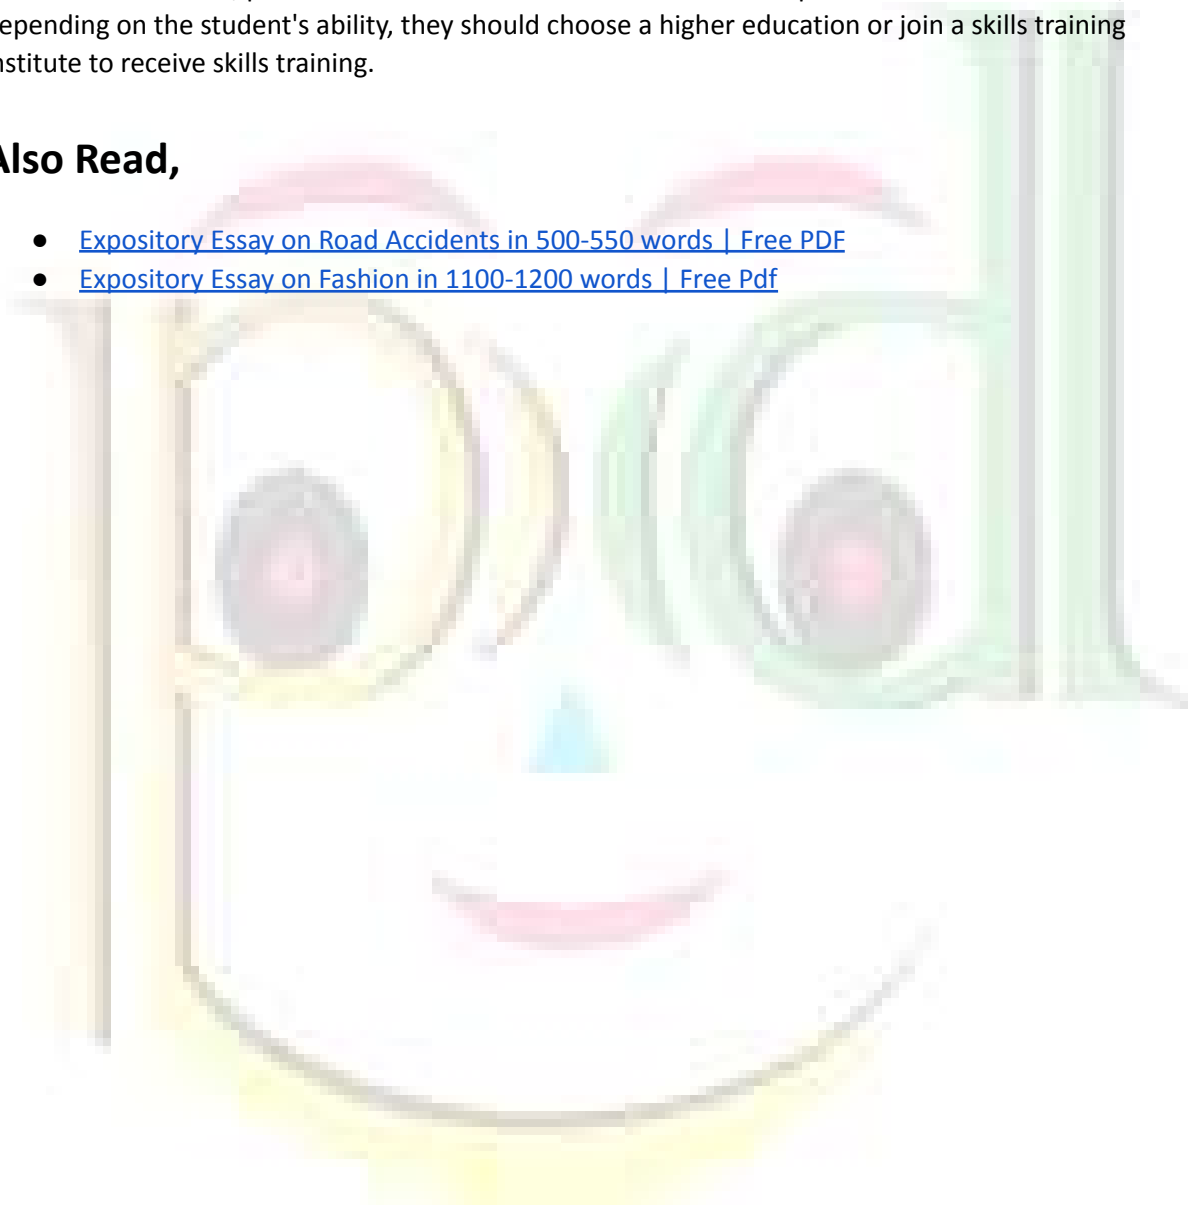 epending on the student's ability, they should choose a higher education or join a skills training
nstitute to receive skills training.
Also Read,
● Expository Essay on Road Accidents in 500-550 words | Free PDF
● Expository Essay on Fashion in 1100-1200 words | Free Pdf